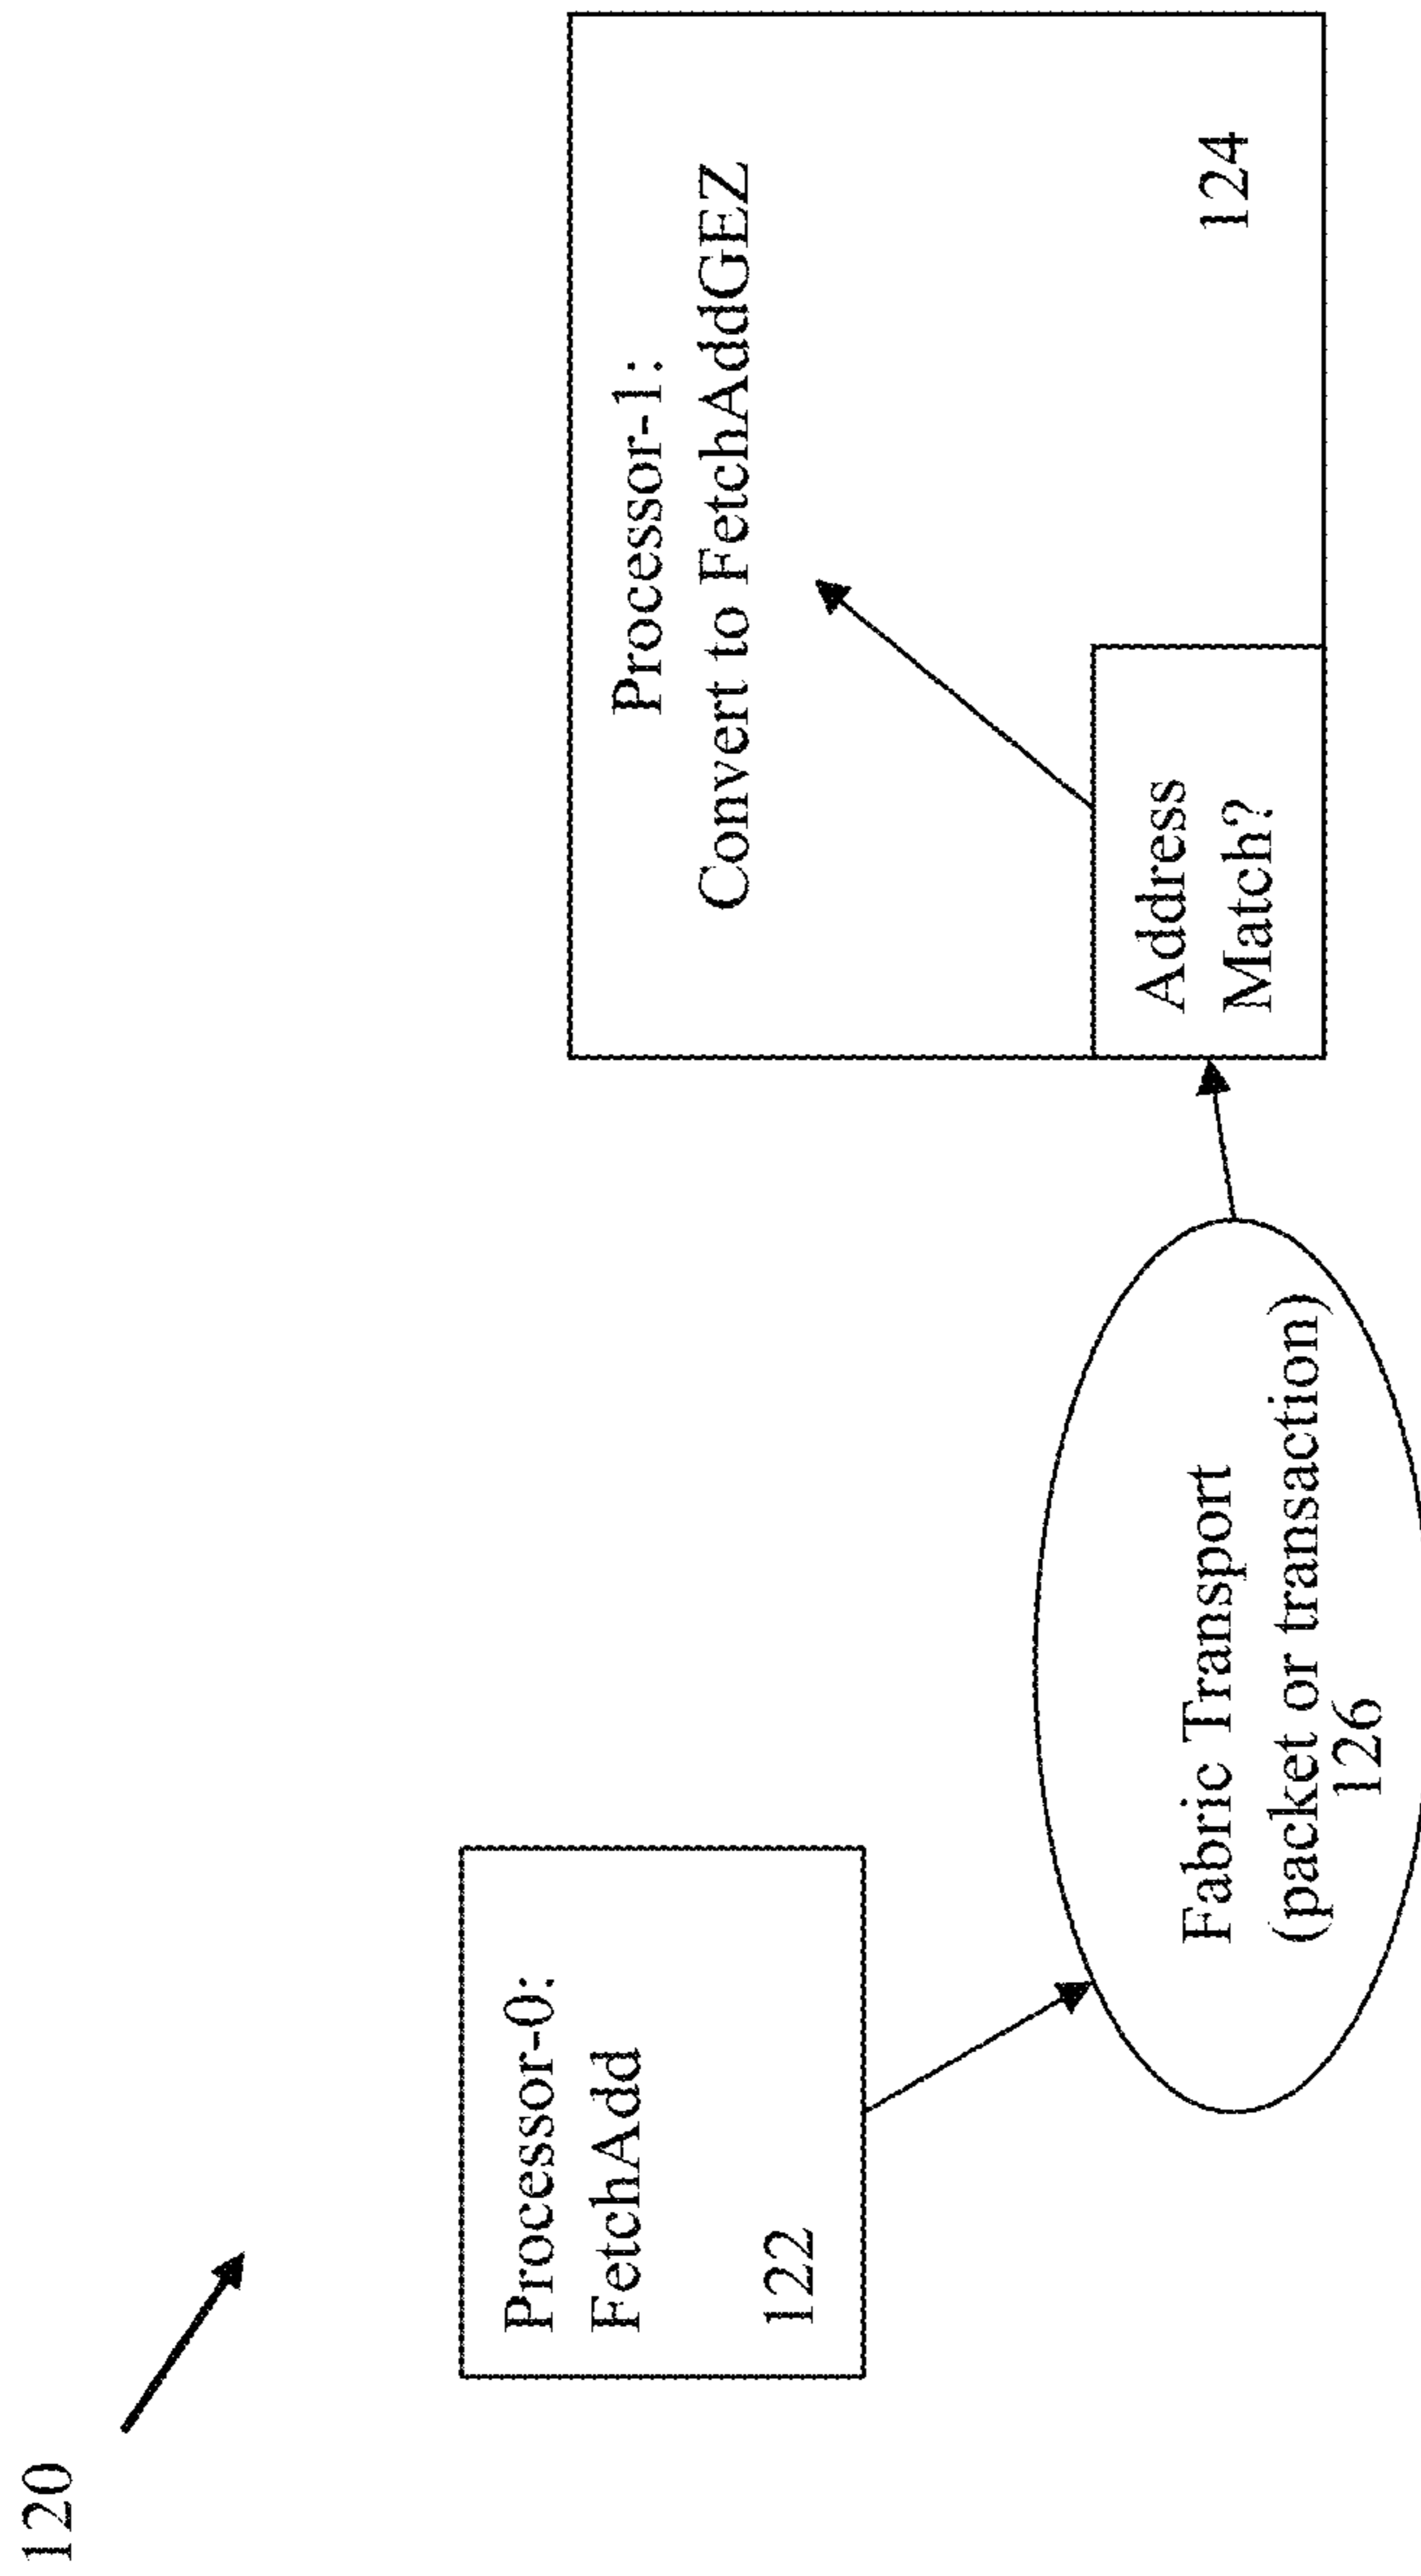 120
Processor-0:
FetchAdd
122
Fabric Transport
(packet or transaction)
126
Processor-1:
Convert to FetchAddGEZ
Address
Match?
124